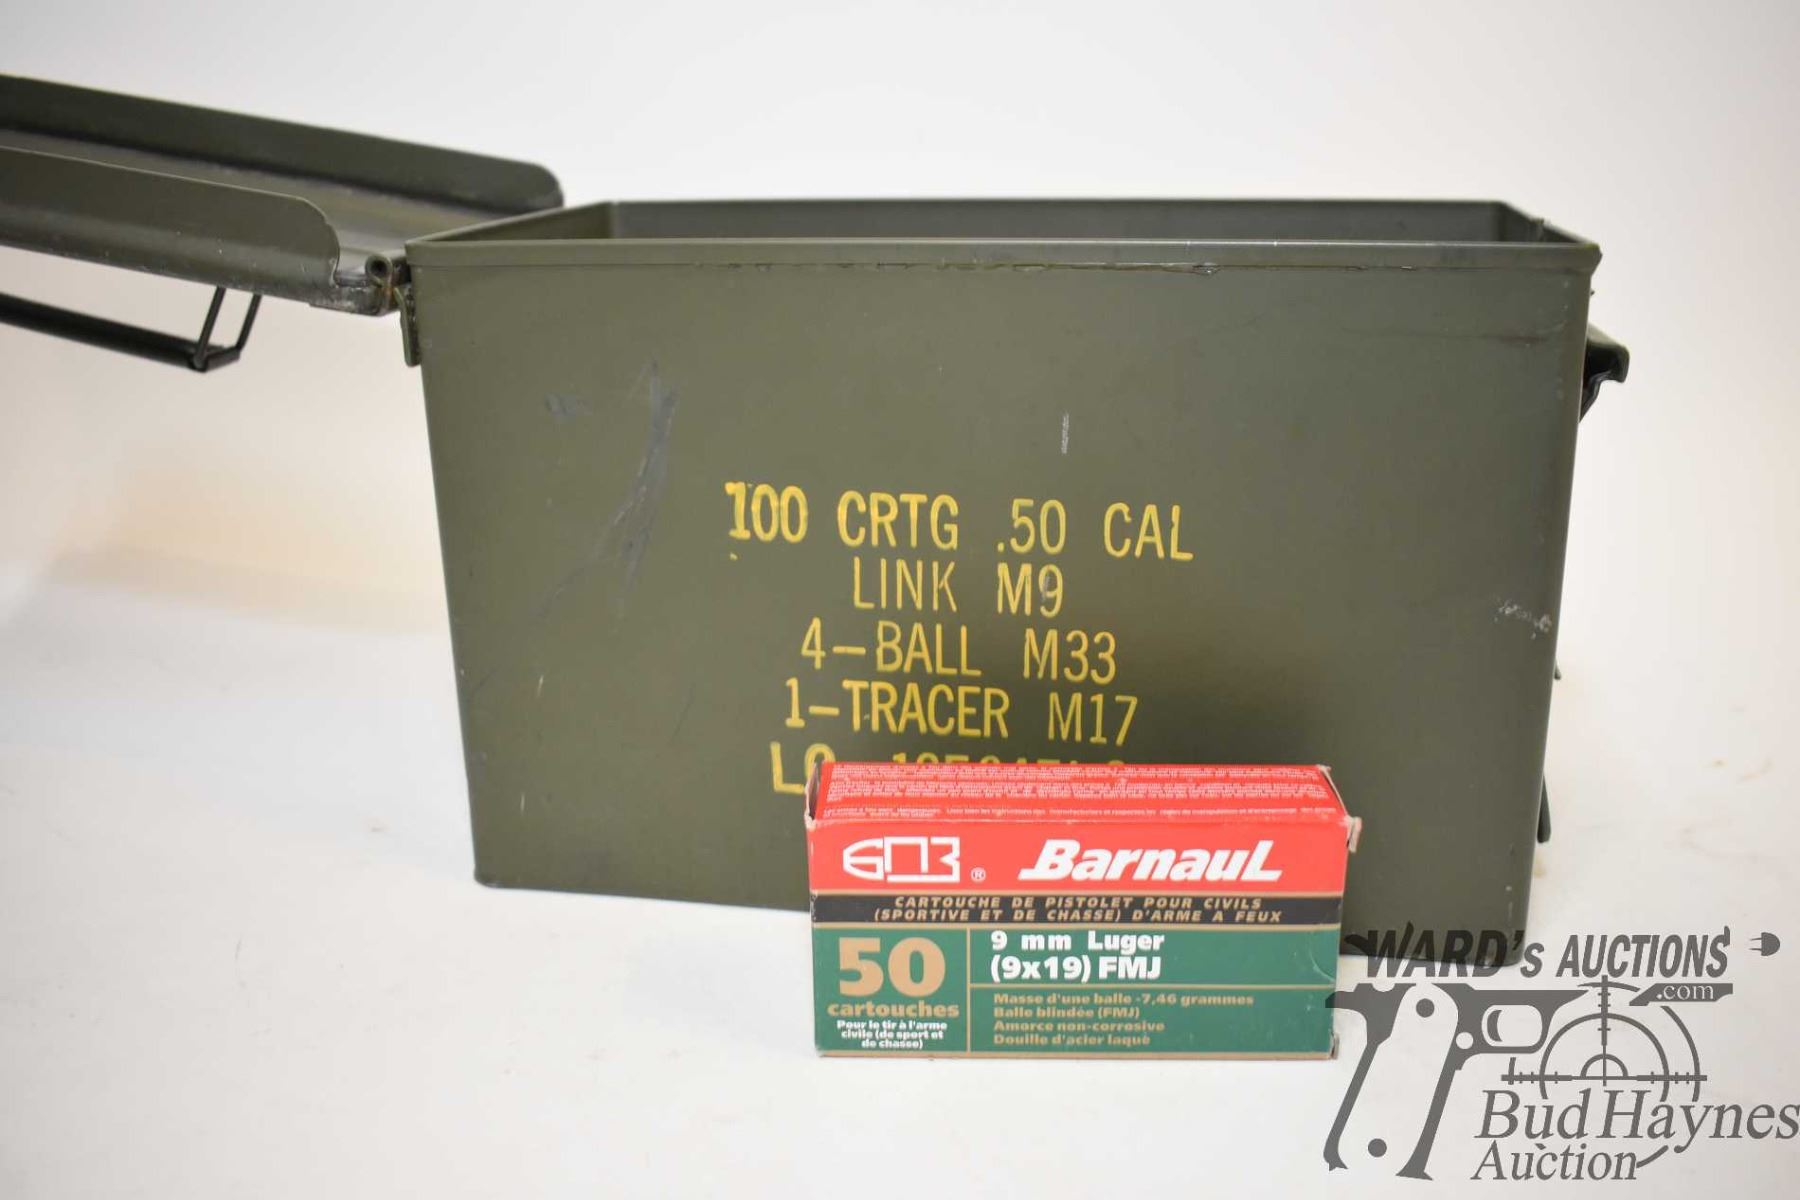 100 CRTG .50 CAL
LINK M9
4-BALL M33
1-TRACER M17
БПЗ ® Barnaul
CARTOUCHE DE PISTOLET POUR CIVILS
(SPORTIVE ET DE CHASSE) D'ARME A FEUX
50
cartouches
Pour le tir à l'arme
civile (de sport et
de chasse)
9 mm Luger
(9x19) FMJ
Masse d'une balle -7,46 grammes
Balle blindée (FMJ)
Amorce non-corrosive
Douille d'acier laqué
WARD's AUCTIONS
.com
Bud Haynes
Auction